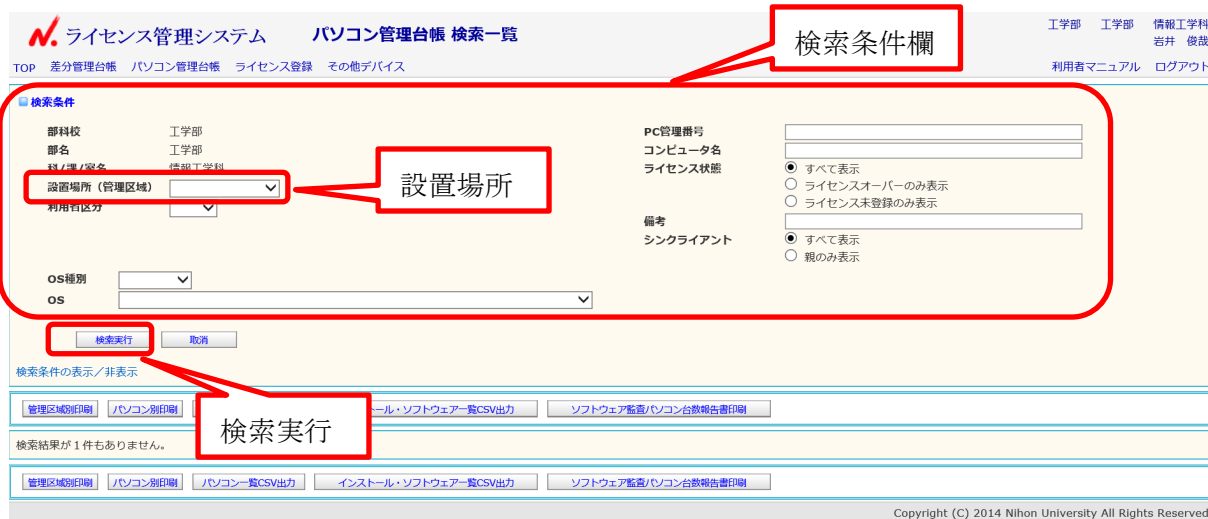 N. ライセンス管理システム パソコン管理台帳 検索一覧
工学部 工学部 情報工学科
岩井 俊哉
検索条件欄
TOP 差分管理台帳 パソコン管理台帳 ライセンス登録 その他デバイス
利用者マニュアル ログアウト
検索条件
部科校 工学部
部名 工学部
科/課/室名 情報工学科
設置場所（管理区域）
設置場所
利用者区分
PC管理番号
コンピュータ名
ライセンス状態 すべて表示
ライセンスオーバーのみ表示
ライセンス未登録のみ表示
備考
シンクライアント すべて表示
親のみ表示
OS種別
OS
検索実行 取消
検索条件の表示／非表示
管理区域別印刷 パソコン別印刷 トール・ソフトウェア一覧CSV出力 ソフトウェア監査パソコン台数報告書印刷
検索実行
検索結果が１件もありません。
管理区域別印刷 パソコン別印刷 パソコン一覧CSV出力 インストール・ソフトウェア一覧CSV出力 ソフトウェア監査パソコン台数報告書印刷
Copyright (C) 2014 Nihon University All Rights Reserved